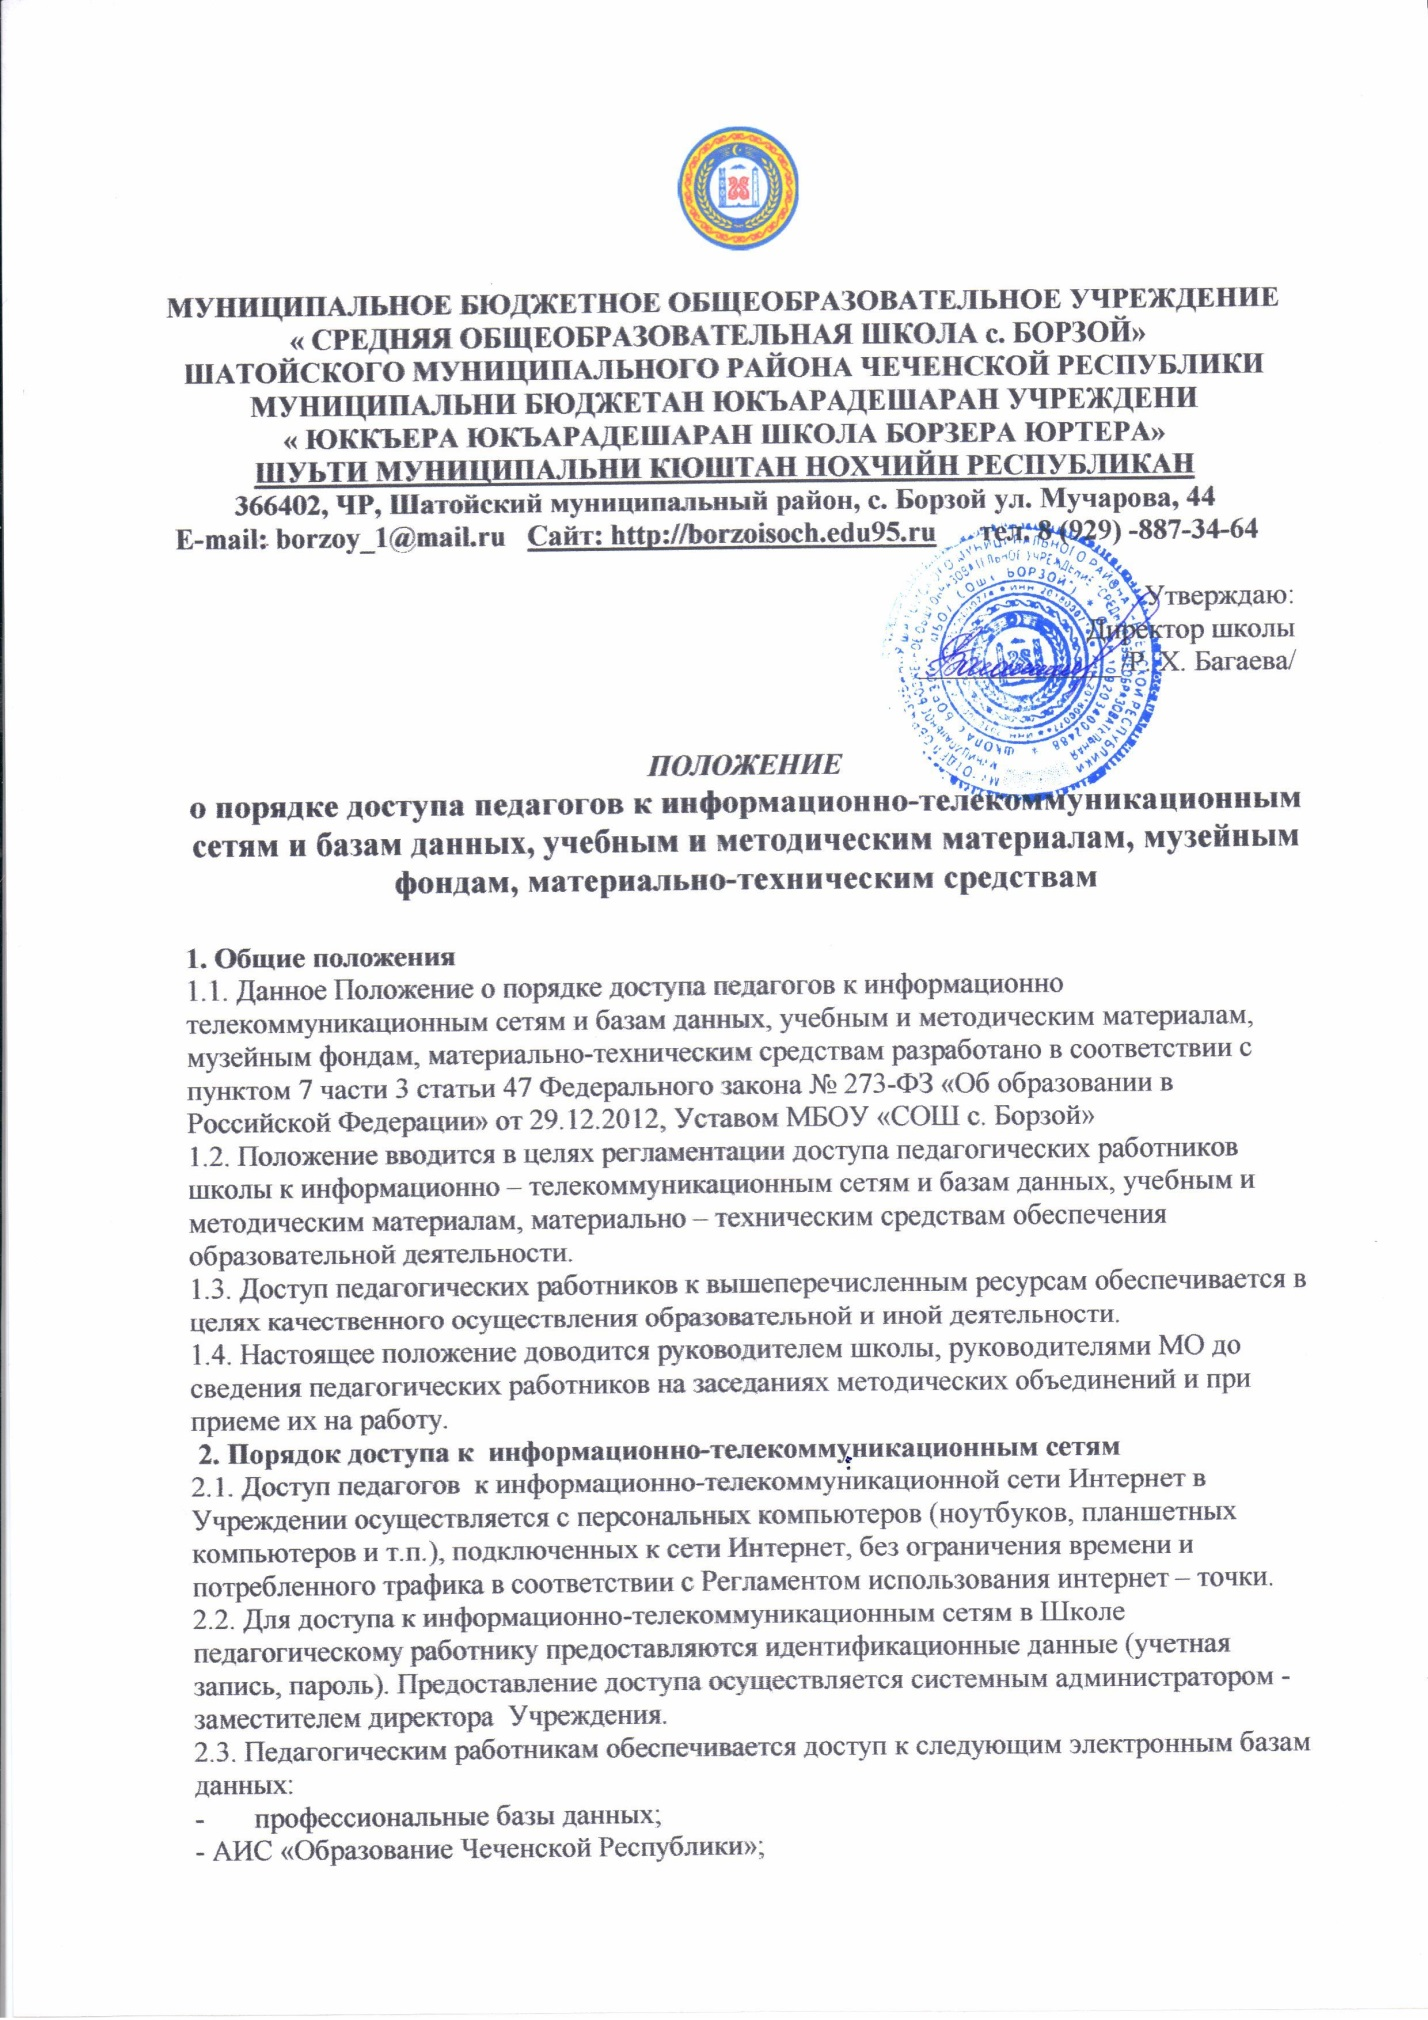 МУНИЦИПАЛЬНОЕ БЮДЖЕТНОЕ ОБЩЕОБРАЗОВАТЕЛЬНОЕ УЧРЕЖДЕНИЕ
« СРЕДНЯЯ ОБЩЕОБРАЗОВАТЕЛЬНАЯ ШКОЛА с. БОРЗОЙ»
ШАТОЙСКОГО МУНИЦИПАЛЬНОГО РАЙОНА ЧЕЧЕНСКОЙ РЕСПУБЛИКИ
МУНИЦИПАЛЬНИ БЮДЖЕТАН ЮКЪАРАДЕШАРАН УЧРЕЖДЕНИ
« ЮККЪЕРА ЮКЪАРАДЕШАРАН ШКОЛА БОРЗЕРА ЮРТЕРА»
ШУЬТИ МУНИЦИПАЛЬНИ КIОШТАН НОХЧИЙН РЕСПУБЛИКАН
366402, ЧР, Шатойский муниципальный район, с. Борзой ул. Мучарова, 44
E-mail: borzoy_1@mail.ru Сайт: http://borzoisoch.edu95.ru тел. 8 (929) -887-34-64
Утверждаю:
Директор школы
/Р. Х. Багаева/
ПОЛОЖЕНИЕ
о порядке доступа педагогов к информационно-телекоммуникационным
сетям и базам данных, учебным и методическим материалам, музейным
фондам, материально-техническим средствам
1. Общие положения
1.1. Данное Положение о порядке доступа педагогов к информационно
телекоммуникационным сетям и базам данных, учебным и методическим материалам,
музейным фондам, материально-техническим средствам разработано в соответствии с
пунктом 7 части 3 статьи 47 Федерального закона № 273-ФЗ «Об образовании в
Российской Федерации» от 29.12.2012, Уставом МБОУ «СОШ с. Борзой»
1.2. Положение вводится в целях регламентации доступа педагогических работников
школы к информационно – телекоммуникационным сетям и базам данных, учебным и
методическим материалам, материально – техническим средствам обеспечения
образовательной деятельности.
1.3. Доступ педагогических работников к вышеперечисленным ресурсам обеспечивается в
целях качественного осуществления образовательной и иной деятельности.
1.4. Настоящее положение доводится руководителем школы, руководителями МО до
сведения педагогических работников на заседаниях методических объединений и при
приеме их на работу.
2. Порядок доступа к информационно-телекоммуникационным сетям
2.1. Доступ педагогов к информационно-телекоммуникационной сети Интернет в
Учреждении осуществляется с персональных компьютеров (ноутбуков, планшетных
компьютеров и т.п.), подключенных к сети Интернет, без ограничения времени и
потребленного трафика в соответствии с Регламентом использования интернет – точки.
2.2. Для доступа к информационно-телекоммуникационным сетям в Школе
педагогическому работнику предоставляются идентификационные данные (учетная
запись, пароль). Предоставление доступа осуществляется системным администратором -
заместителем директора Учреждения.
2.3. Педагогическим работникам обеспечивается доступ к следующим электронным базам
данных:
- профессиональные базы данных;
- АИС «Образование Чеченской Республики»;